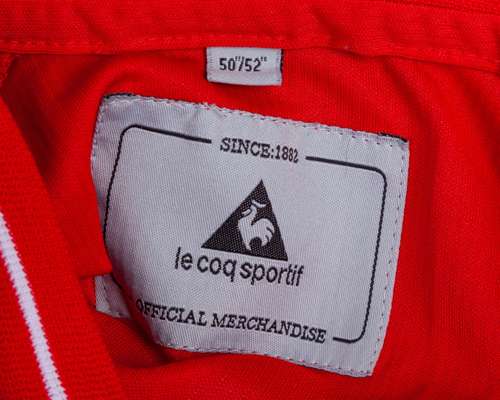 50"/52"
SINCE:1882
le coq sportif
OFFICIAL MERCHANDISE